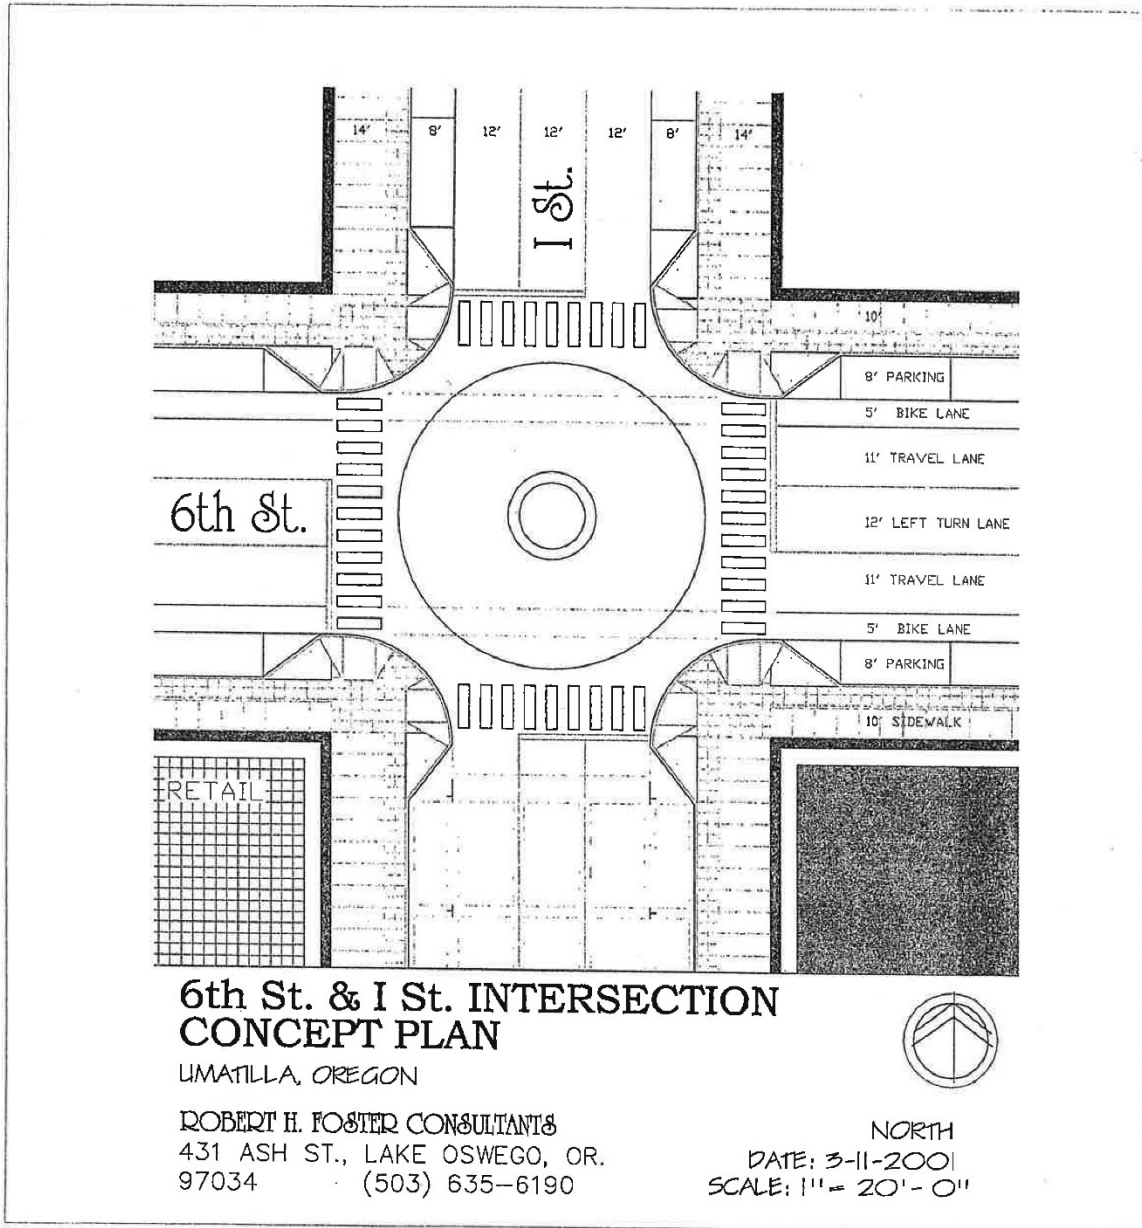 14' 8' 12' 12' 12' 8' 14'
I St.
10'
8' PARKING
5' BIKE LANE
11' TRAVEL LANE
6th St.
12' LEFT TURN LANE
11' TRAVEL LANE
5' BIKE LANE
8' PARKING
10' SIDEWALK
RETAIL
6th St. & I St. INTERSECTION
CONCEPT PLAN
UMATILLA, OREGON
ROBERT H. FOSTER CONSULTANTS
431 ASH ST., LAKE OSWEGO, OR.
97034 (503) 635-6190
NORTH
DATE: 3-11-2001
SCALE: 1" = 20'-0"